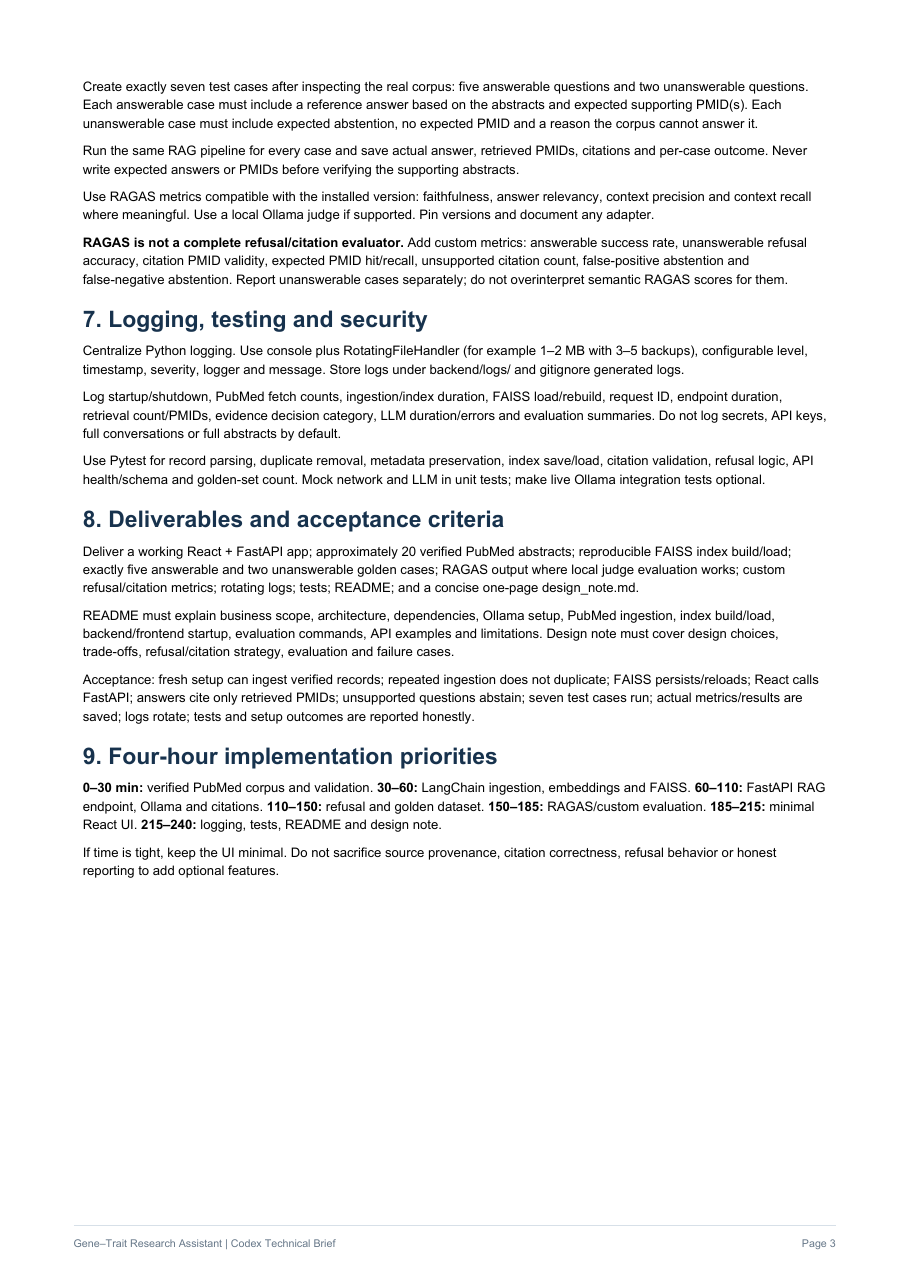 Create exactly seven test cases after inspecting the real corpus: five answerable questions and two unanswerable questions.
Each answerable case must include a reference answer based on the abstracts and expected supporting PMID(s). Each
unanswerable case must include expected abstention, no expected PMID and a reason the corpus cannot answer it.
Run the same RAG pipeline for every case and save actual answer, retrieved PMIDs, citations and per-case outcome. Never
write expected answers or PMIDs before verifying the supporting abstracts.
Use RAGAS metrics compatible with the installed version: faithfulness, answer relevancy, context precision and context recall
where meaningful. Use a local Ollama judge if supported. Pin versions and document any adapter.
RAGAS is not a complete refusal/citation evaluator. Add custom metrics: answerable success rate, unanswerable refusal
accuracy, citation PMID validity, expected PMID hit/recall, unsupported citation count, false-positive abstention and
false-negative abstention. Report unanswerable cases separately; do not overinterpret semantic RAGAS scores for them.
7. Logging, testing and security
Centralize Python logging. Use console plus RotatingFileHandler (for example 1–2 MB with 3–5 backups), configurable level,
timestamp, severity, logger and message. Store logs under backend/logs/ and gitignore generated logs.
Log startup/shutdown, PubMed fetch counts, ingestion/index duration, FAISS load/rebuild, request ID, endpoint duration,
retrieval count/PMIDs, evidence decision category, LLM duration/errors and evaluation summaries. Do not log secrets, API keys,
full conversations or full abstracts by default.
Use Pytest for record parsing, duplicate removal, metadata preservation, index save/load, citation validation, refusal logic, API
health/schema and golden-set count. Mock network and LLM in unit tests; make live Ollama integration tests optional.
8. Deliverables and acceptance criteria
Deliver a working React + FastAPI app; approximately 20 verified PubMed abstracts; reproducible FAISS index build/load;
exactly five answerable and two unanswerable golden cases; RAGAS output where local judge evaluation works; custom
refusal/citation metrics; rotating logs; tests; README; and a concise one-page design_note.md.
README must explain business scope, architecture, dependencies, Ollama setup, PubMed ingestion, index build/load,
backend/frontend startup, evaluation commands, API examples and limitations. Design note must cover design choices,
trade-offs, refusal/citation strategy, evaluation and failure cases.
Acceptance: fresh setup can ingest verified records; repeated ingestion does not duplicate; FAISS persists/reloads; React calls
FastAPI; answers cite only retrieved PMIDs; unsupported questions abstain; seven test cases run; actual metrics/results are
saved; logs rotate; tests and setup outcomes are reported honestly.
9. Four-hour implementation priorities
0–30 min: verified PubMed corpus and validation. 30–60: LangChain ingestion, embeddings and FAISS. 60–110: FastAPI RAG
endpoint, Ollama and citations. 110–150: refusal and golden dataset. 150–185: RAGAS/custom evaluation. 185–215: minimal
React UI. 215–240: logging, tests, README and design note.
If time is tight, keep the UI minimal. Do not sacrifice source provenance, citation correctness, refusal behavior or honest
reporting to add optional features.
Gene–Trait Research Assistant | Codex Technical Brief
Page 3